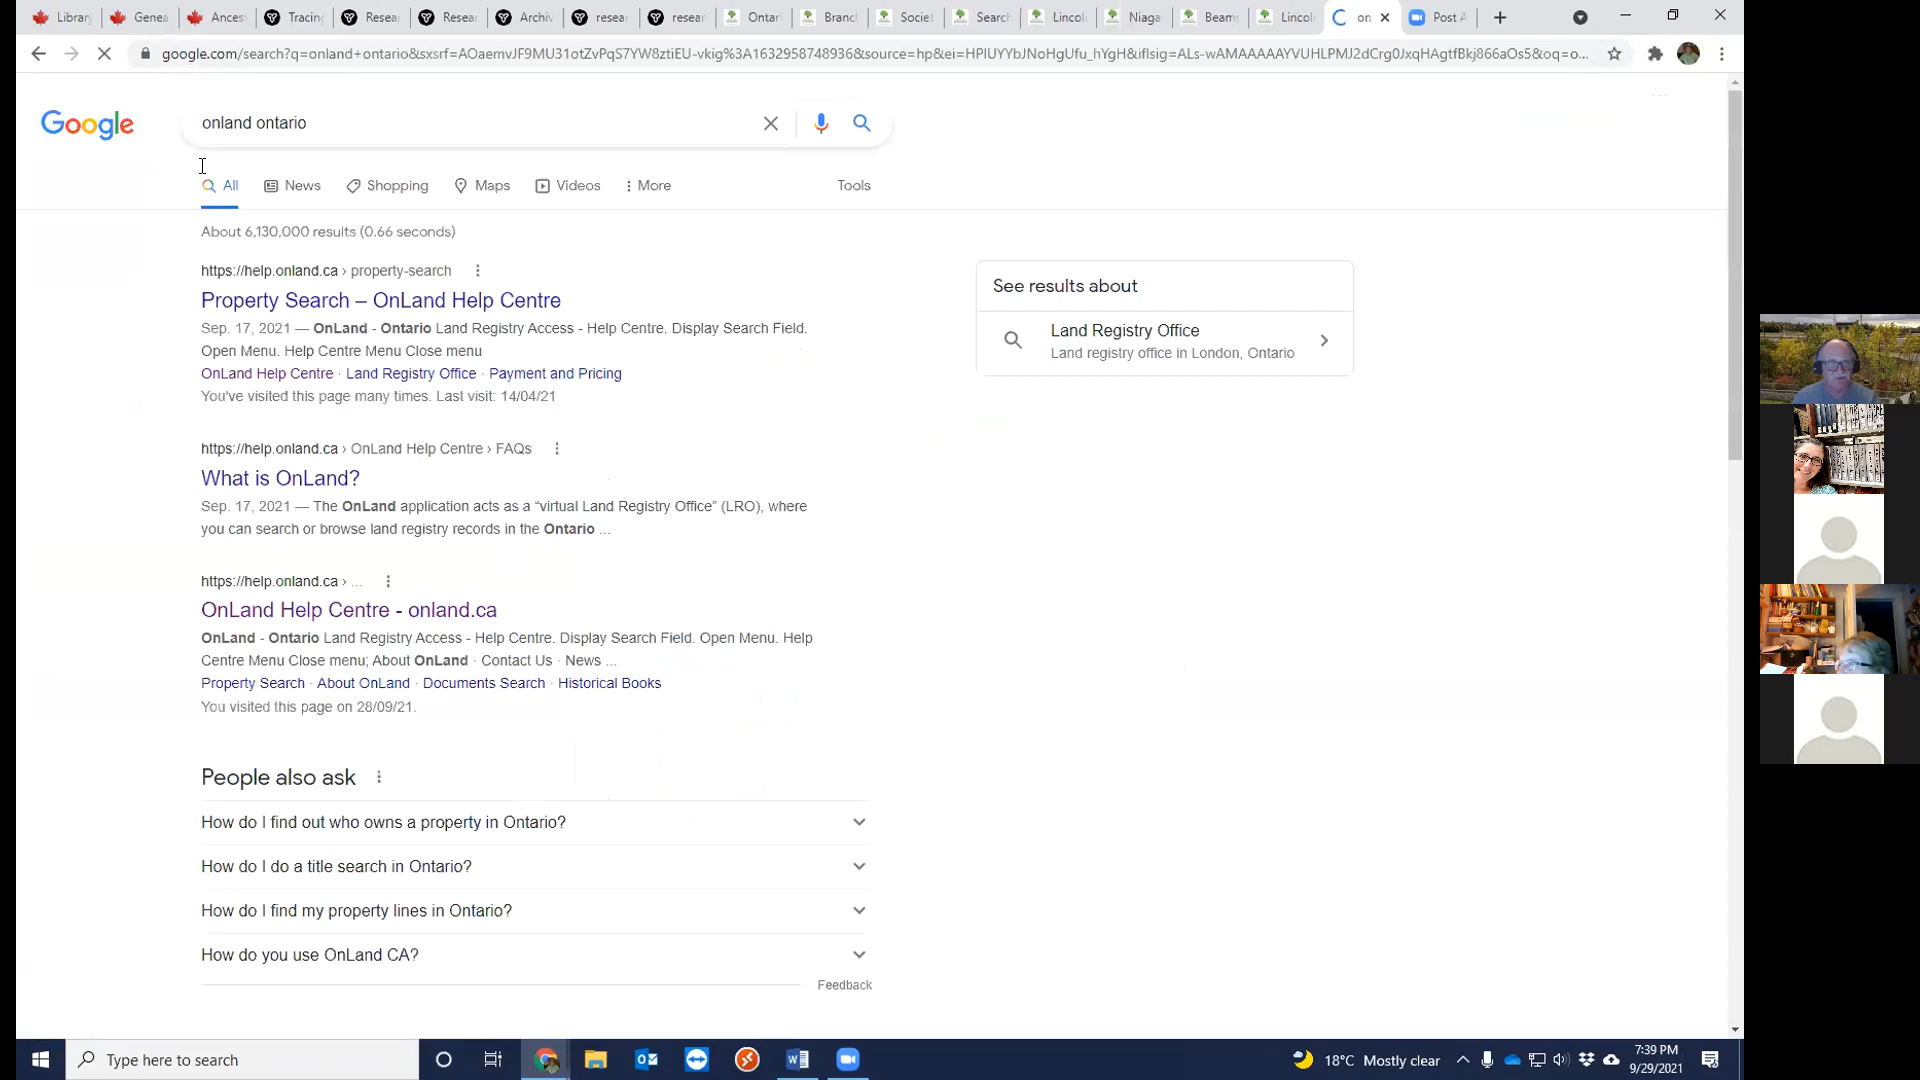 Library
Genea
Ancest
Tracing
Resear
Resear
Archiv
resear
resear
Ontar
Branch
Societ
Search
Lincol
Niaga
Beams
Lincol
on
Post A
google.com/search?q=onland+ontario&sxsrf=AOaemvJF9MU31otZvPqS7YW8ztiEU-vkig%3A1632958748936&source=hp&ei=HPlUYYbJNoHgUfu_hYgH&iflsig=ALs-wAMAAAAAYVUHLPMJ2dCrg0JxqHAgtfBkj866aOs5&oq=o...
Google
onland ontario
All News Shopping Maps Videos More Tools
About 6,130,000 results (0.66 seconds)
https://help.onland.ca › property-search
Property Search – OnLand Help Centre
Sep. 17, 2021 — OnLand - Ontario Land Registry Access - Help Centre. Display Search Field.
Open Menu. Help Centre Menu Close menu
OnLand Help Centre · Land Registry Office · Payment and Pricing
You've visited this page many times. Last visit: 14/04/21
See results about
Land Registry Office
Land registry office in London, Ontario
https://help.onland.ca › OnLand Help Centre › FAQs
What is OnLand?
Sep. 17, 2021 — The OnLand application acts as a “virtual Land Registry Office” (LRO), where
you can search or browse land registry records in the Ontario ...
https://help.onland.ca › ...
OnLand Help Centre - onland.ca
OnLand - Ontario Land Registry Access - Help Centre. Display Search Field. Open Menu. Help
Centre Menu Close menu; About OnLand · Contact Us · News ...
Property Search · About OnLand · Documents Search · Historical Books
You visited this page on 28/09/21.
People also ask
How do I find out who owns a property in Ontario?
How do I do a title search in Ontario?
How do I find my property lines in Ontario?
How do you use OnLand CA?
Feedback
Type here to search
18°C Mostly clear
7:39 PM
9/29/2021